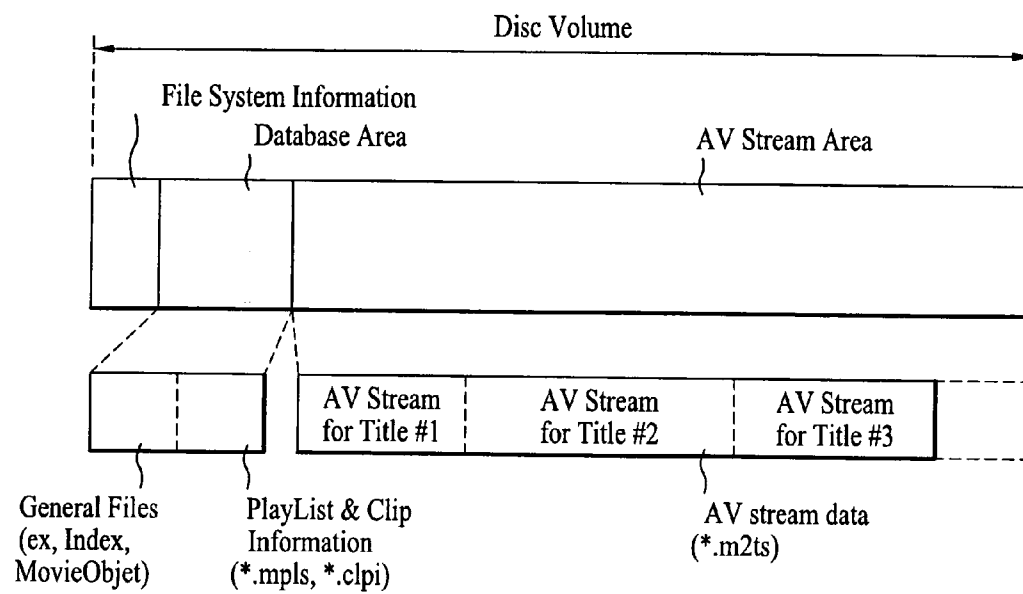 Disc Volume
File System Information
Database Area
AV Stream Area
AV Stream
for Title #1
AV Stream
for Title #2
AV Stream
for Title #3
General Files
(ex, Index,
MovieObjet)
PlayList & Clip
Information
(*.mpls, *.clpi)
AV stream data
(*.m2ts)